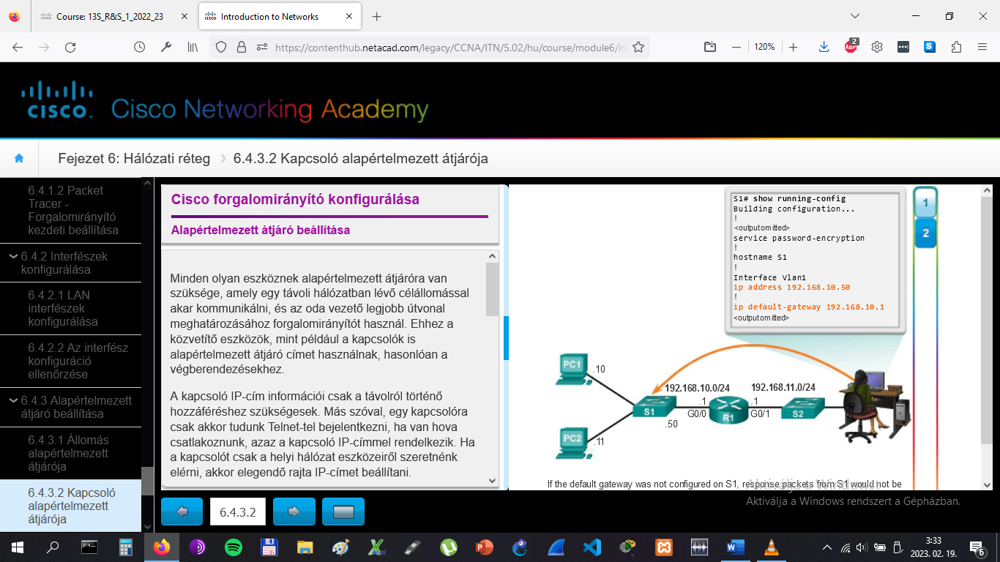 Course: 13S_R&S_1_2022_23
Introduction to Networks
https://contenthub.netacad.com/legacy/CCNA/ITN/5.02/hu/course/module6/in
120%
ABP
2
S
CISCO
Cisco Networking Academy
Fejezet 6: Hálózati réteg
6.4.3.2 Kapcsoló alapértelmezett átjárója
6.4.1.2 Packet
Tracer -
Forgalomirányító
kezdeti beállítása
6.4.2 Interfészek
konfigurálása
6.4.2.1 LAN
interfészek
konfigurálása
6.4.2.2 Az interfész
konfiguráció
ellenőrzése
6.4.3 Alapértelmezett
átjáró beállítása
6.4.3.1 Állomás
alapértelmezett
átjárója
6.4.3.2 Kapcsoló
alapértelmezett
átjárója
Cisco forgalomirányító konfigurálása
Alapértelmezett átjáró beállítása
Minden olyan eszköznek alapértelmezett átjáróra van
szüksége, amely egy távoli hálózatban lévő célállomással
akar kommunikálni, és az oda vezető legjobb útvonal
meghatározásához forgalomirányítót használ. Ehhez a
közvetítő eszközök, mint például a kapcsolók is
alapértelmezett átjáró címet használnak, hasonlóan a
végberendezésekhez.
A kapcsoló IP-cím információi csak a távolról történő
hozzáféréshez szükségesek. Más szóval, egy kapcsolóra
csak akkor tudunk Telnet-tel bejelentkezni, ha van hova
csatlakoznunk, azaz a kapcsoló IP-címmel rendelkezik. Ha
a kapcsolót csak a helyi hálózat eszközeiről szeretnénk
elérni, akkor elegendő rajta IP-címet beállítani.
6.4.3.2
S1# show running-config
Building configuration...
!
<output omitted>
service password-encryption
!
hostname S1
!
Interface Vlan1
ip address 192.168.10.50
!
ip default-gateway 192.168.10.1
<output omitted>
1
2
PC1
.10
192.168.10.0/24
192.168.11.0/24
.1
.1
S1
G0/0
R1
G0/1
S2
.50
PC2
.11
If the default gateway was not configured on S1, response packets from S1 would not be
Aktiválja a Windowst
Aktiválja a Windows rendszert a Gépházban.
3:33
2023. 02. 19.
6